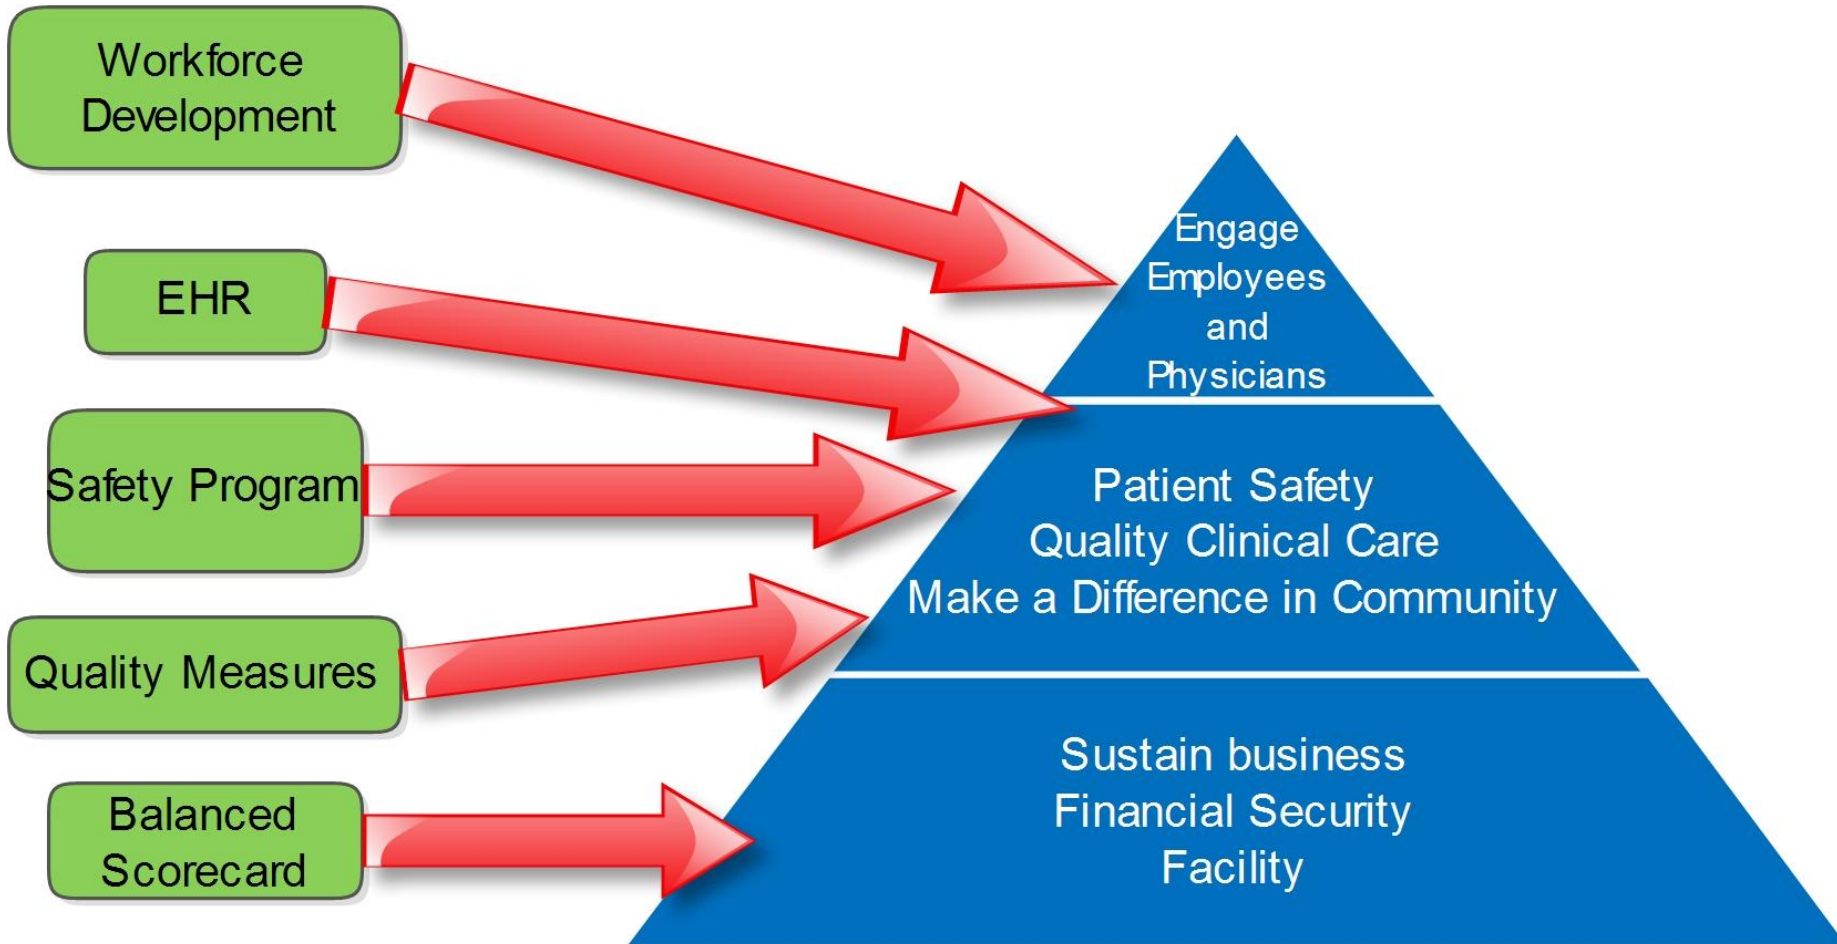 Workforce
Development
EHR
Safety Program
Quality Measures
Balanced
Scorecard
Engage
Employees
and
Physicians
Patient Safety
Quality Clinical Care
Make a Difference in Community
Sustain business
Financial Security
Facility